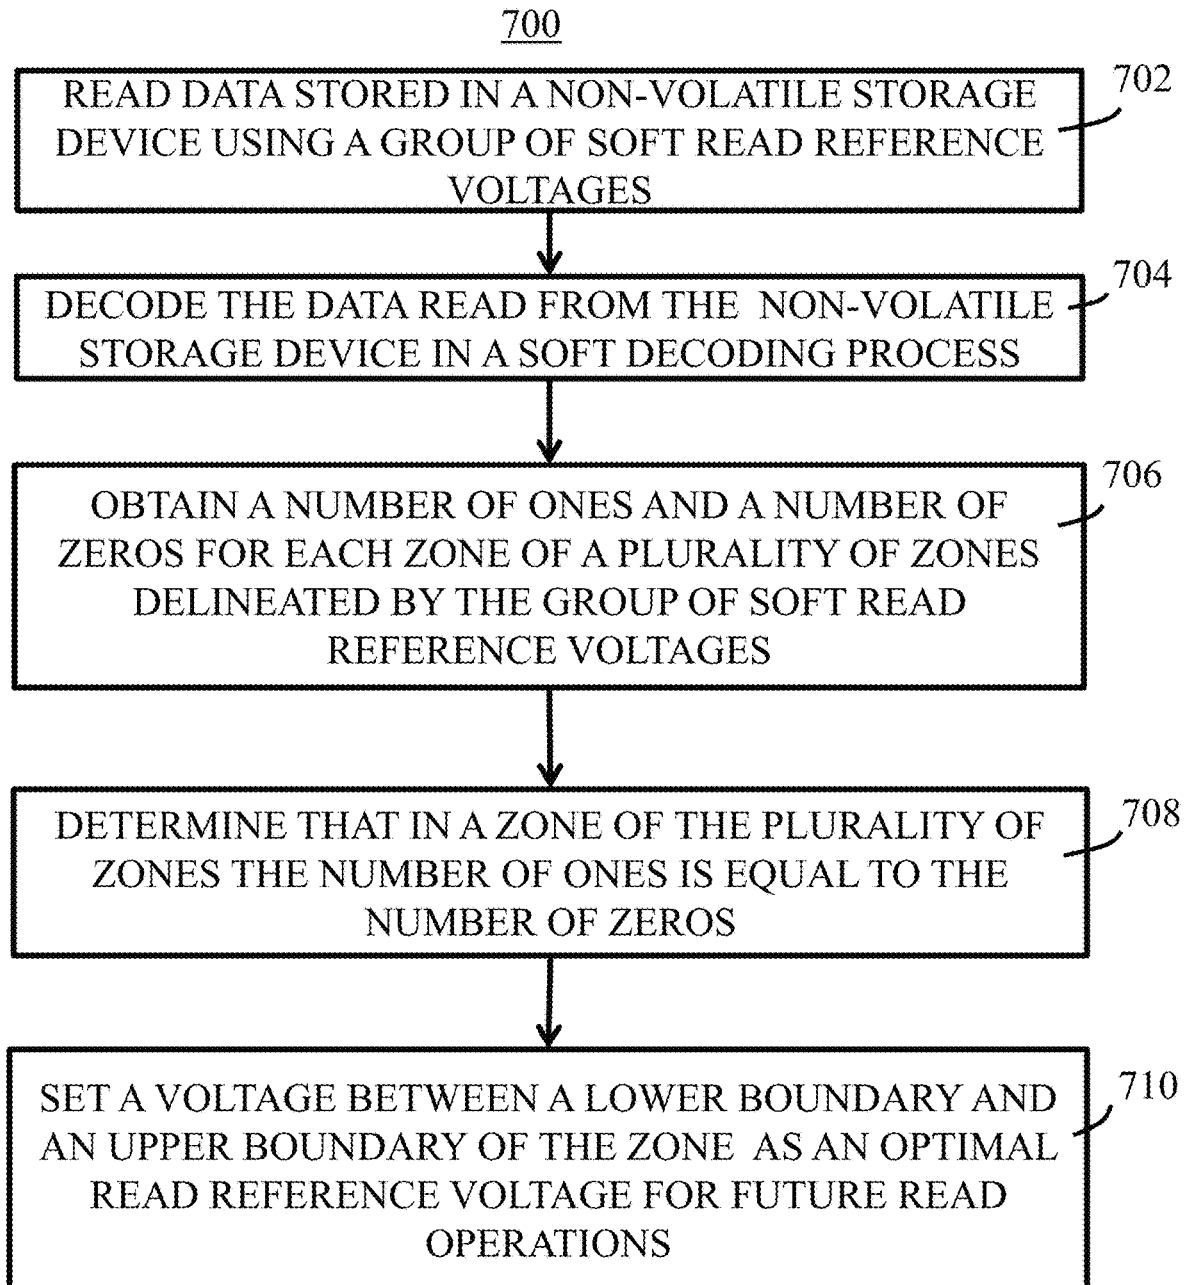 700
READ DATA STORED IN A NON-VOLATILE STORAGE
DEVICE USING A GROUP OF SOFT READ REFERENCE
VOLTAGES
702
DECODE THE DATA READ FROM THE NON-VOLATILE
STORAGE DEVICE IN A SOFT DECODING PROCESS
704
OBTAIN A NUMBER OF ONES AND A NUMBER OF
ZEROS FOR EACH ZONE OF A PLURALITY OF ZONES
DELINEATED BY THE GROUP OF SOFT READ
REFERENCE VOLTAGES
706
DETERMINE THAT IN A ZONE OF THE PLURALITY OF
ZONES THE NUMBER OF ONES IS EQUAL TO THE
NUMBER OF ZEROS
708
SET A VOLTAGE BETWEEN A LOWER BOUNDARY AND
AN UPPER BOUNDARY OF THE ZONE AS AN OPTIMAL
READ REFERENCE VOLTAGE FOR FUTURE READ
OPERATIONS
710